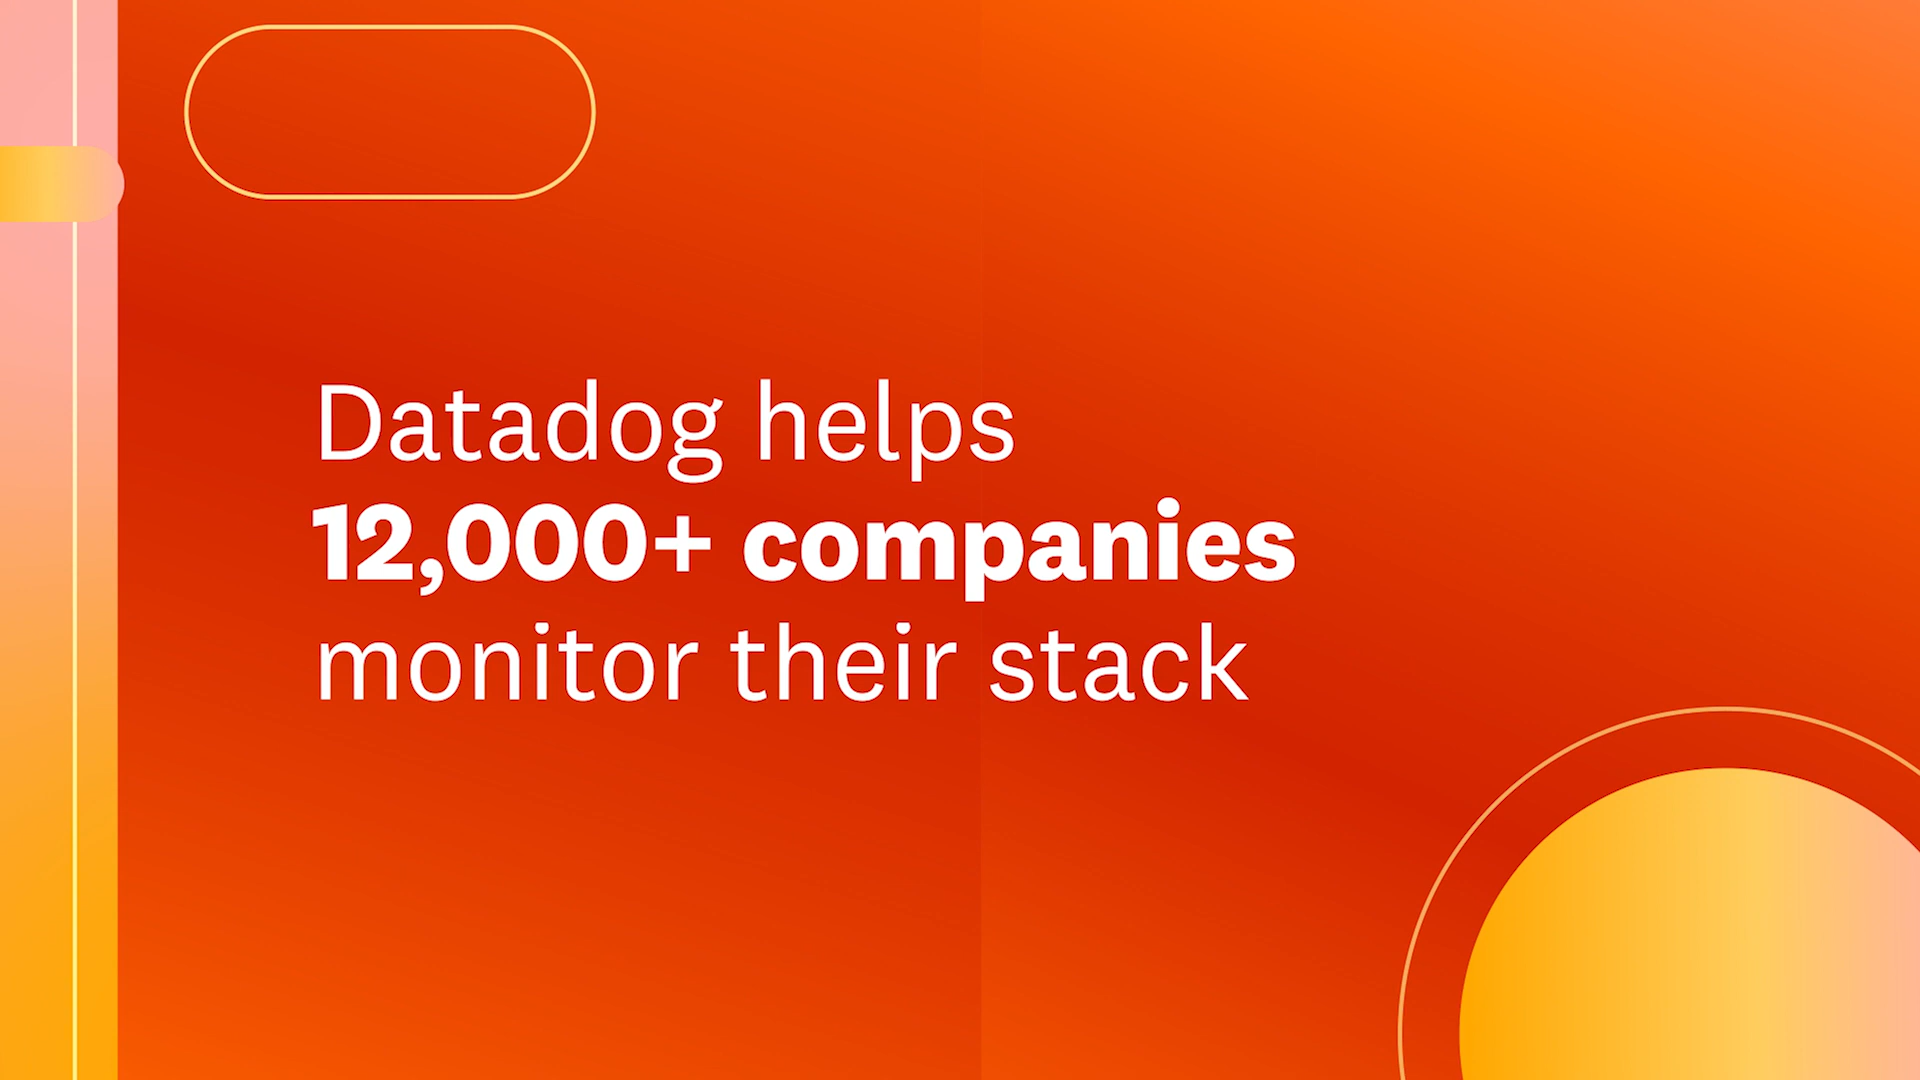 Datadog helps
12,000+ companies
monitor their stack